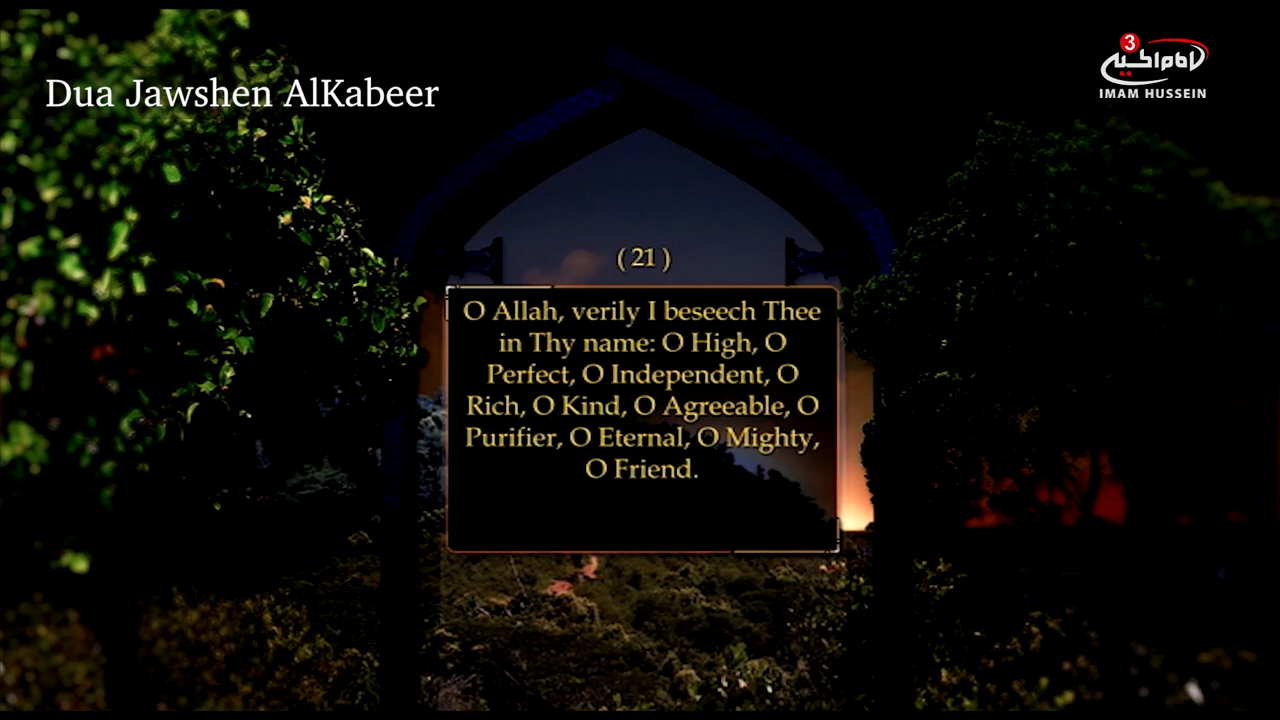 Dua Jawshen AlKabeer
3
IMAM HUSSEIN
( 21 )
O Allah, verily I beseech Thee
in Thy name: O High, O
Perfect, O Independent, O
Rich, O Kind, O Agreeable, O
Purifier, O Eternal, O Mighty,
O Friend.